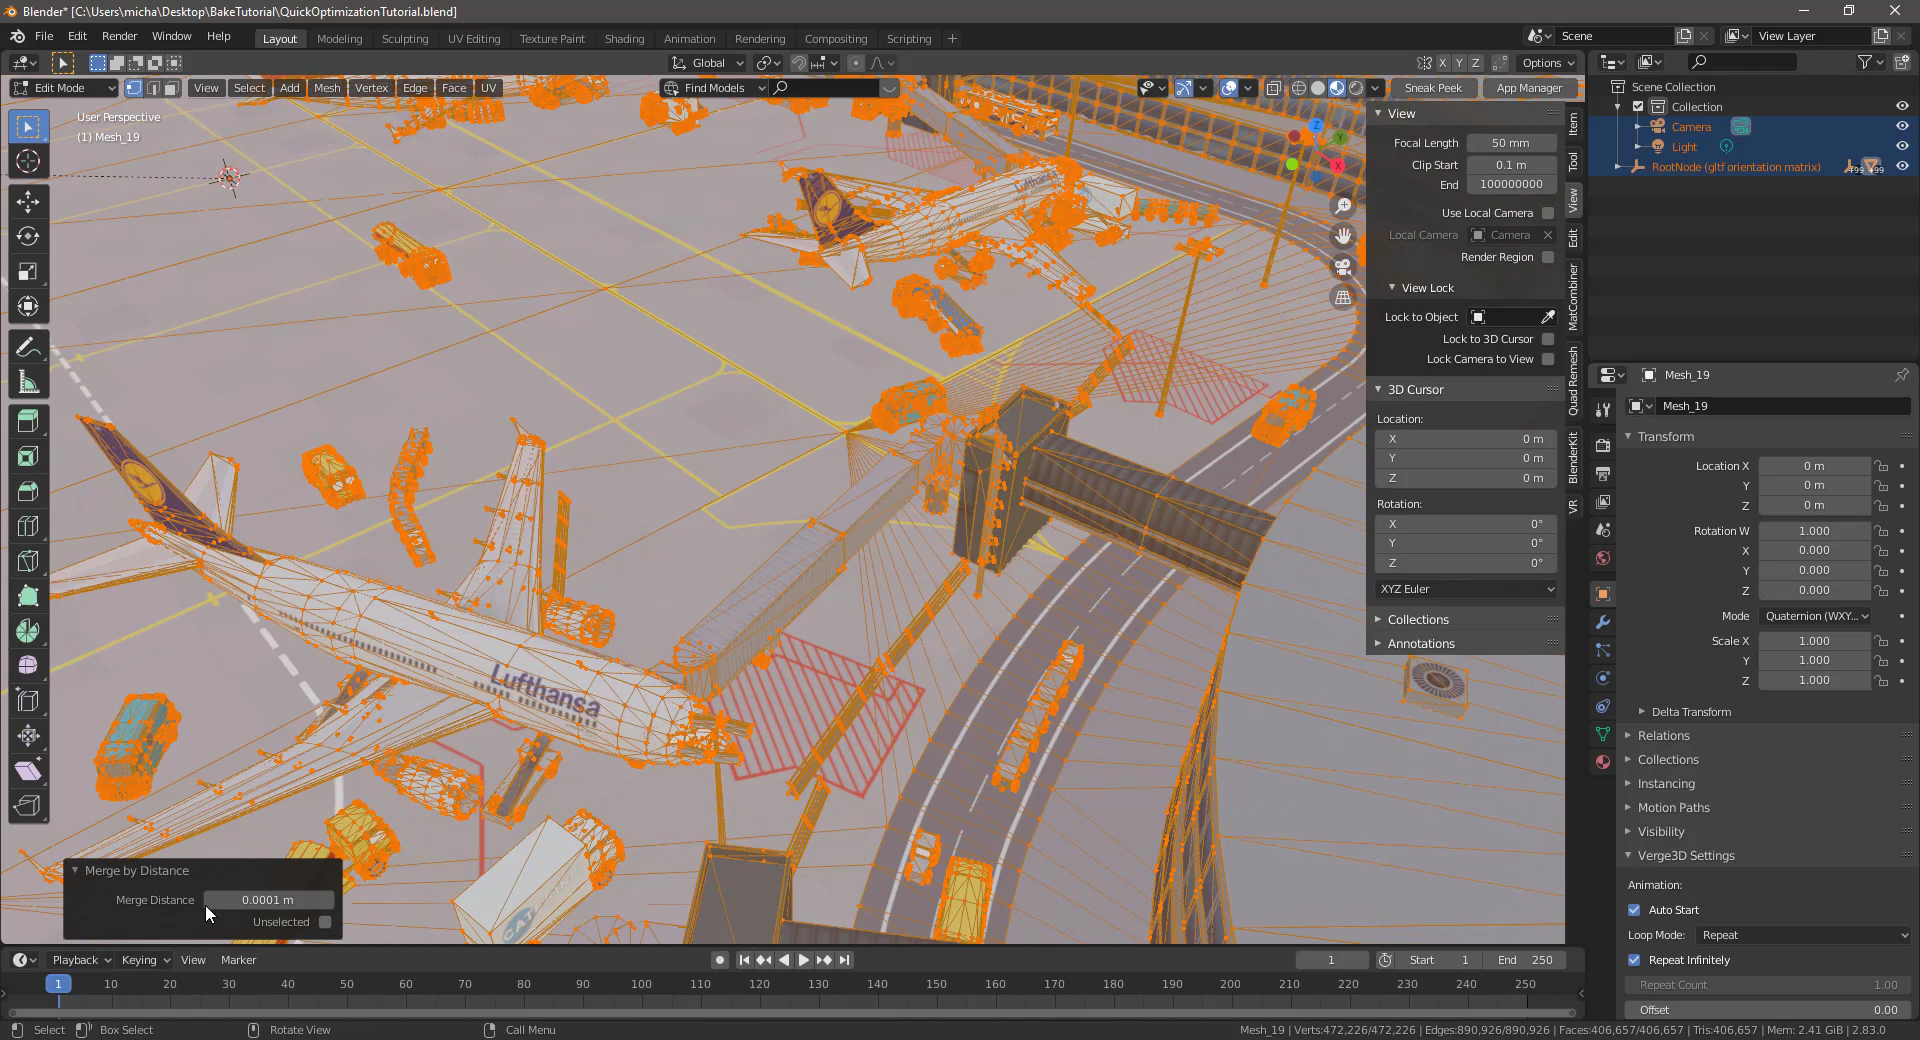 Blender* [C:\Users\micha\Desktop\BakeTutorial\QuickOptimizationTutorial.blend]
File Edit Render Window Help Layout Modeling Sculpting UV Editing Texture Paint Shading Animation Rendering Compositing Scripting + Scene View Layer
Global X Y Z Options
Edit Mode View Select Add Mesh Vertex Edge Face UV Find Models Sneak Peek App Manager
User Perspective
(1) Mesh_19
Z
Y
X
Lufthansa
Lufthansa
View
Focal Length 50 mm
Clip Start 0.1 m
End 100000000
Use Local Camera
Local Camera Camera
Render Region
View Lock
Lock to Object
Lock to 3D Cursor
Lock Camera to View
3D Cursor
Location:
X 0 m
Y 0 m
Z 0 m
Rotation:
X 0°
Y 0°
Z 0°
XYZ Euler
Collections
Annotations
Item
Tool
View
Edit
MatCombiner
Quad Remesh
BlenderKit
VR
Scene Collection
Collection
Camera
Light
RootNode (gltf orientation matrix) +99 +99
Mesh_19
Mesh_19
Transform
Location X 0 m
Y 0 m
Z 0 m
Rotation W 1.000
X 0.000
Y 0.000
Z 0.000
Mode Quaternion (WXY...
Scale X 1.000
Y 1.000
Z 1.000
Delta Transform
Relations
Collections
Instancing
Motion Paths
Visibility
Verge3D Settings
Animation:
Auto Start
Loop Mode: Repeat
Repeat Infinitely
Repeat Count 1.00
Offset 0.00
Merge by Distance
Merge Distance 0.0001 m
Unselected
Playback Keying View Marker 1 Start 1 End 250
1 10 20 30 40 50 60 70 80 90 100 110 120 130 140 150 160 170 180 190 200 210 220 230 240 250
Select Box Select Rotate View Call Menu Mesh_19 | Verts:472,226/472,226 | Edges:890,926/890,926 | Faces:406,657/406,657 | Tris:406,657 | Mem: 2.41 GiB | 2.83.0